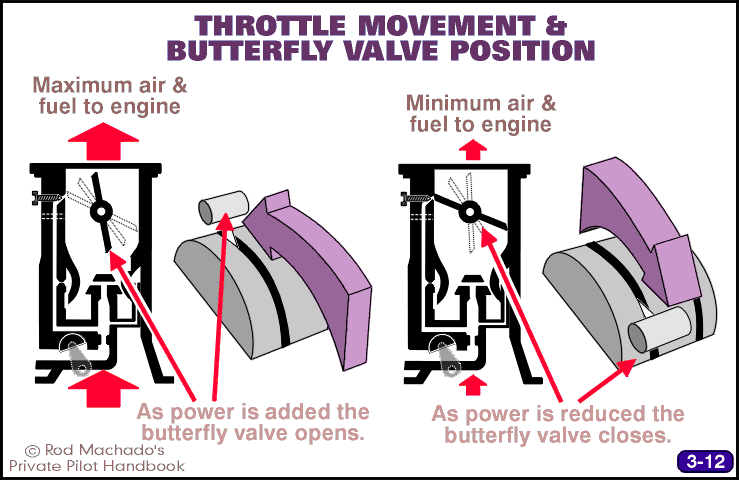 THROTTLE MOVEMENT &
BUTTERFLY VALVE POSITION
Maximum air &
fuel to engine
Minimum air &
fuel to engine
As power is added the
butterfly valve opens.
As power is reduced the
butterfly valve closes.
© Rod Machado's
Private Pilot Handbook
3-12